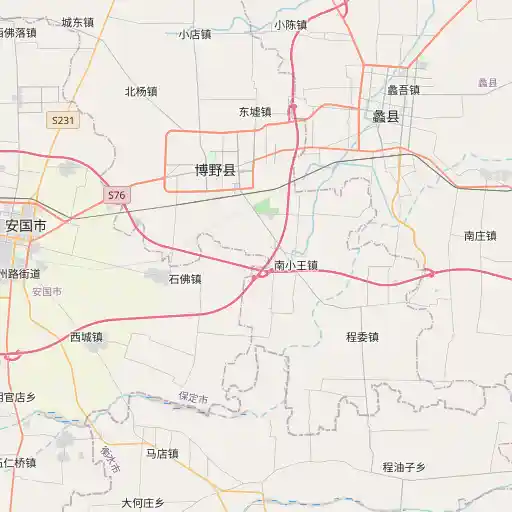 城东镇
小陈镇
佛落镇
小店镇
蠡县
北杨镇
蠡吾镇
东墟镇
蠡县
S231
博野县
S76
安国市
南庄镇
南小王镇
州路街道
石佛镇
安国市
西城镇
程委镇
官店乡
保定市
衡水市
马店镇
仁桥镇
程油子乡
大何庄乡